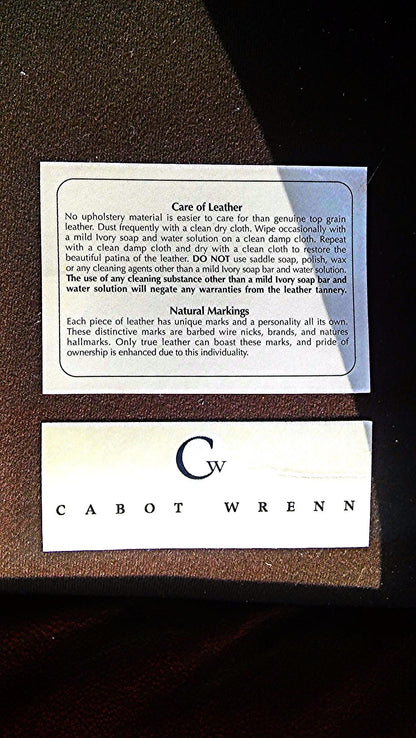 Care of Leather
No upholstery material is easier to care for than genuine top grain
leather. Dust frequently with a clean dry cloth. Wipe occasionally with
a mild Ivory soap and water solution on a clean damp cloth. Repeat
with a clean damp cloth and dry with a clean cloth to restore the
beautiful patina of the leather. DO NOT use saddle soap, polish, wax
or any cleaning agents other than a mild Ivory soap bar and water solution.
The use of any cleaning substance other than a mild Ivory soap bar and
water solution will negate any warranties from the leather tannery.
Natural Markings
Each piece of leather has unique marks and a personality all its own.
These distinctive marks are barbed wire nicks, brands, and natures
hallmarks. Only true leather can boast these marks, and pride of
ownership is enhanced due to this individuality.
CW
CABOT WRENN